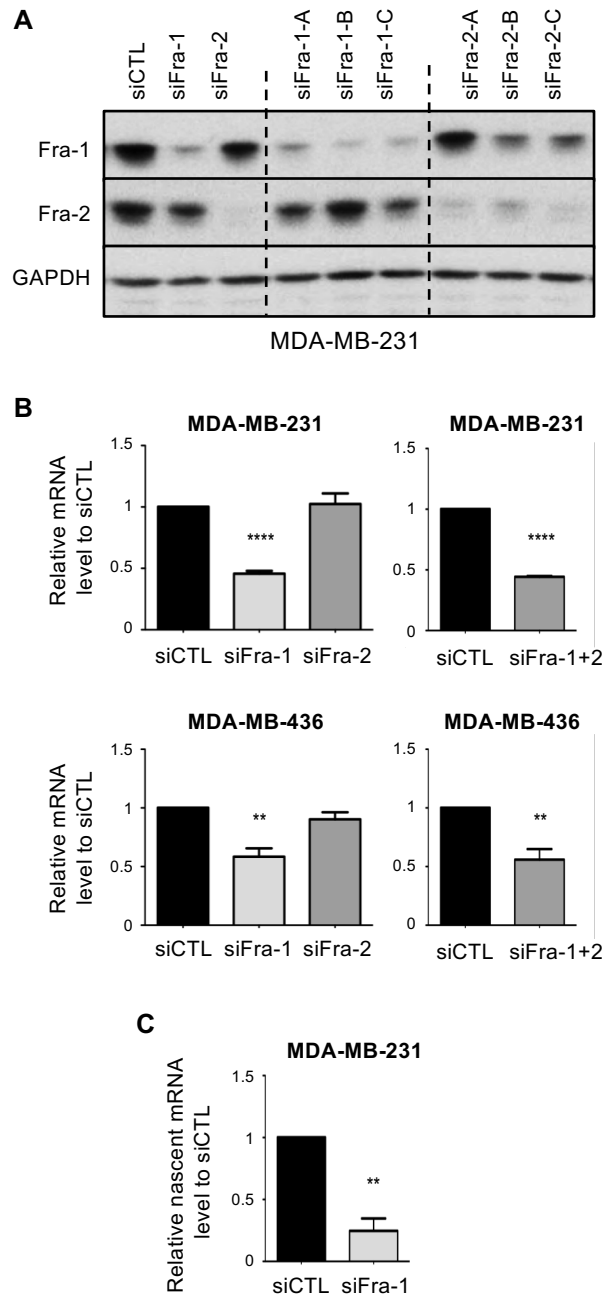 A
siCTL
siFra-1
siFra-2
siFra-1-A
siFra-1-B
siFra-1-C
siFra-2-A
siFra-2-B
siFra-2-C
Fra-1
Fra-2
GAPDH
MDA-MB-231
B
MDA-MB-231
Relative mRNA
level to siCTL
1.5
1
0.5
0
****
siCTL siFra-1 siFra-2
MDA-MB-231
1.5
1
0.5
0
****
siCTL siFra-1+2
MDA-MB-436
Relative mRNA
level to siCTL
1.5
1
0.5
0
**
siCTL siFra-1 siFra-2
MDA-MB-436
1.5
1
0.5
0
**
siCTL siFra-1+2
C
MDA-MB-231
Relative nascent mRNA
level to siCTL
1.5
1
0.5
0
**
siCTL siFra-1